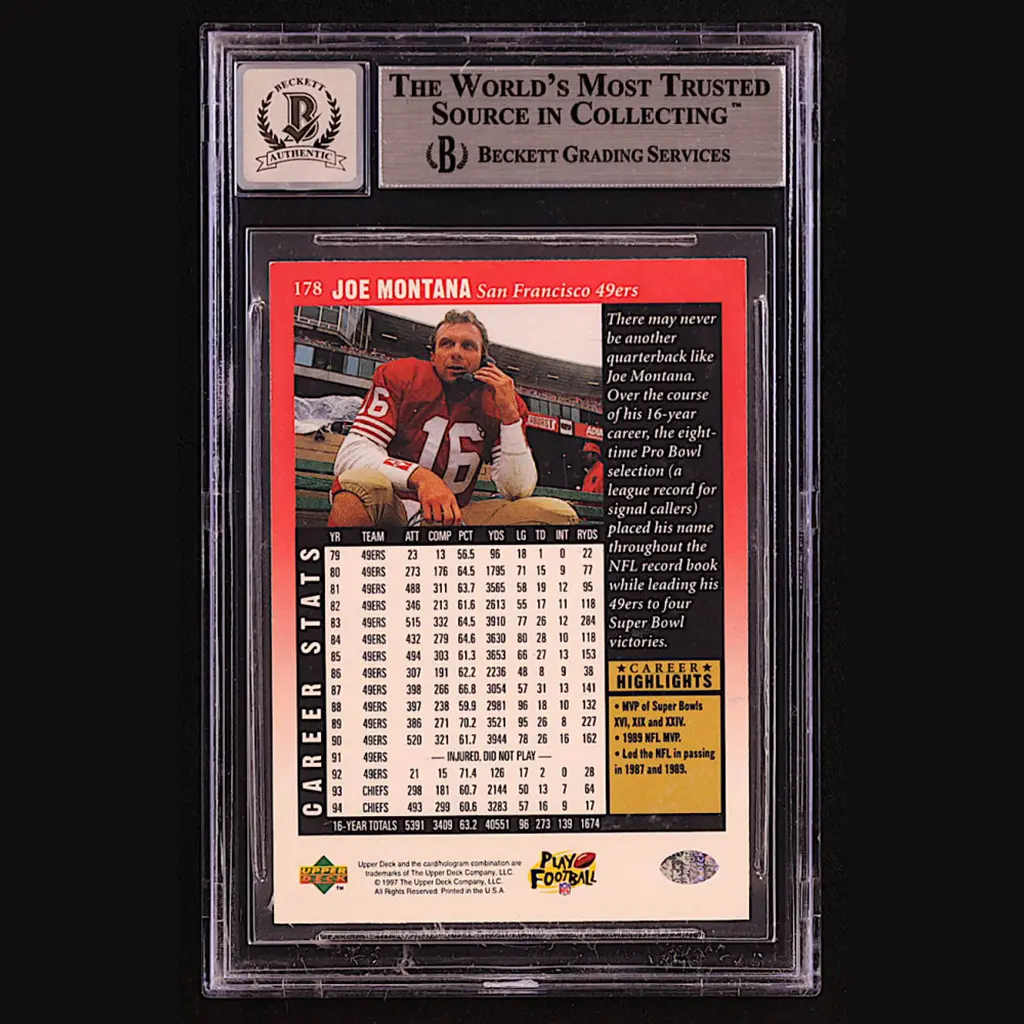 BECKETT
B
AUTHENTIC
THE WORLD'S MOST TRUSTED
SOURCE IN COLLECTING™
B BECKETT GRADING SERVICES
178 JOE MONTANA San Francisco 49ers
There may never
be another
quarterback like
Joe Montana.
Over the course
of his 16-year
career, the eight-
time Pro Bowl
selection (a
league record for
signal callers)
placed his name
throughout the
NFL record book
while leading his
49ers to four
Super Bowl
victories.
16
16
CAREER STATS
YR TEAM ATT COMP PCT YDS LG TD INT RYDS
79 49ERS 23 13 56.5 96 18 1 0 22
80 49ERS 273 176 64.5 1795 71 15 9 77
81 49ERS 488 311 63.7 3565 58 19 12 95
82 49ERS 346 213 61.6 2613 55 17 11 118
83 49ERS 515 332 64.5 3910 77 26 12 284
84 49ERS 432 279 64.6 3630 80 28 10 118
85 49ERS 494 303 61.3 3653 66 27 13 153
86 49ERS 307 191 62.2 2236 48 8 9 38
87 49ERS 398 266 66.8 3054 57 31 13 141
88 49ERS 397 238 59.9 2981 96 18 10 132
89 49ERS 386 271 70.2 3521 95 26 8 227
90 49ERS 520 321 61.7 3944 78 26 16 162
91 49ERS — INJURED, DID NOT PLAY —
92 49ERS 21 15 71.4 126 17 2 0 28
93 CHIEFS 298 181 60.7 2144 50 13 7 64
94 CHIEFS 493 299 60.6 3283 57 16 9 17
16-YEAR TOTALS 5391 3409 63.2 40551 96 273 139 1674
★CAREER★
HIGHLIGHTS
• MVP of Super Bowls
XVI, XIX and XXIV.
• 1989 NFL MVP.
• Led the NFL in passing
in 1987 and 1989.
UPPER
DECK
™
Upper Deck and the card/hologram combination are
trademarks of The Upper Deck Company, LLC.
© 1997 The Upper Deck Company, LLC.
All Rights Reserved. Printed in the U.S.A.
PLAY
FOOTBALL
NFL